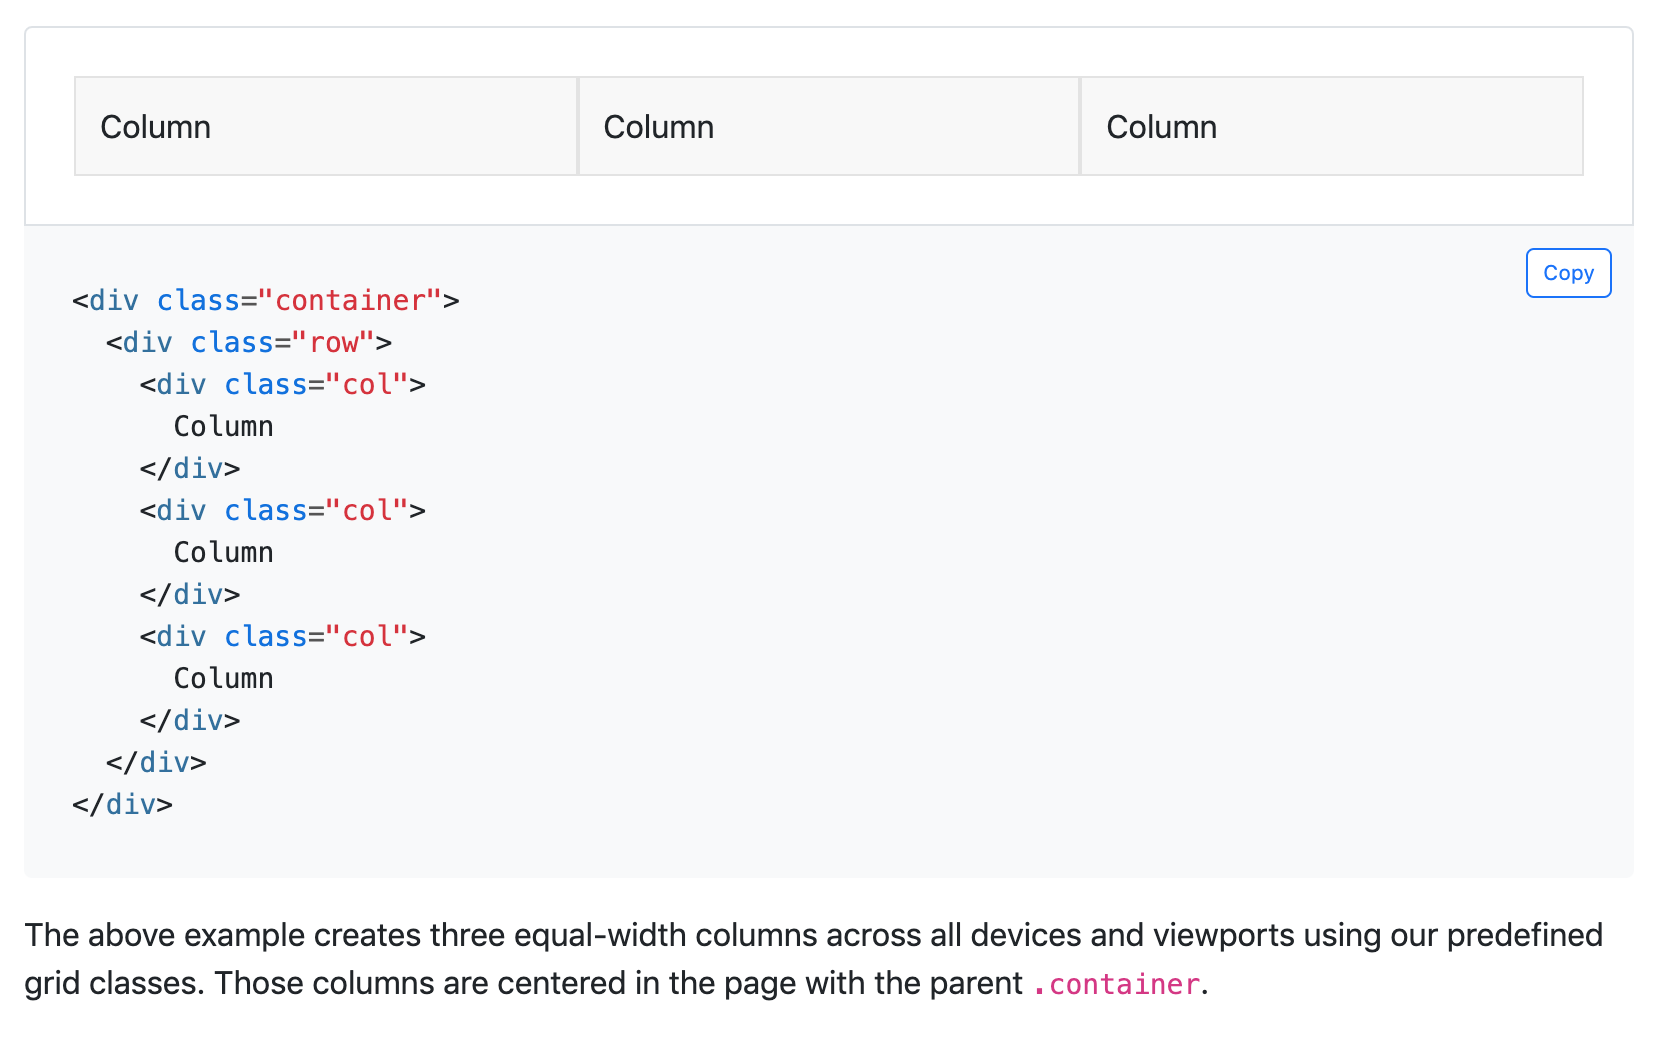 Column Column Column
Copy
<div class="container">
  <div class="row">
    <div class="col">
      Column
    </div>
    <div class="col">
      Column
    </div>
    <div class="col">
      Column
    </div>
  </div>
</div>
The above example creates three equal-width columns across all devices and viewports using our predefined
grid classes. Those columns are centered in the page with the parent .container.